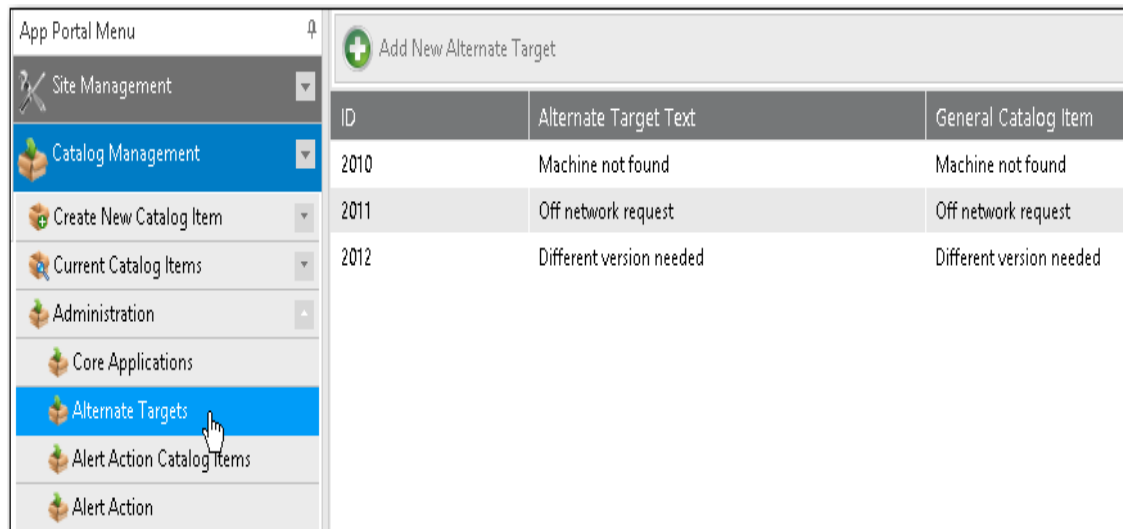 App Portal Menu
Site Management
Catalog Management
Create New Catalog Item
Current Catalog Items
Administration
Core Applications
Alternate Targets
Alert Action Catalog Items
Alert Action
Add New Alternate Target
ID Alternate Target Text General Catalog Item
2010 Machine not found Machine not found
2011 Off network request Off network request
2012 Different version needed Different version needed